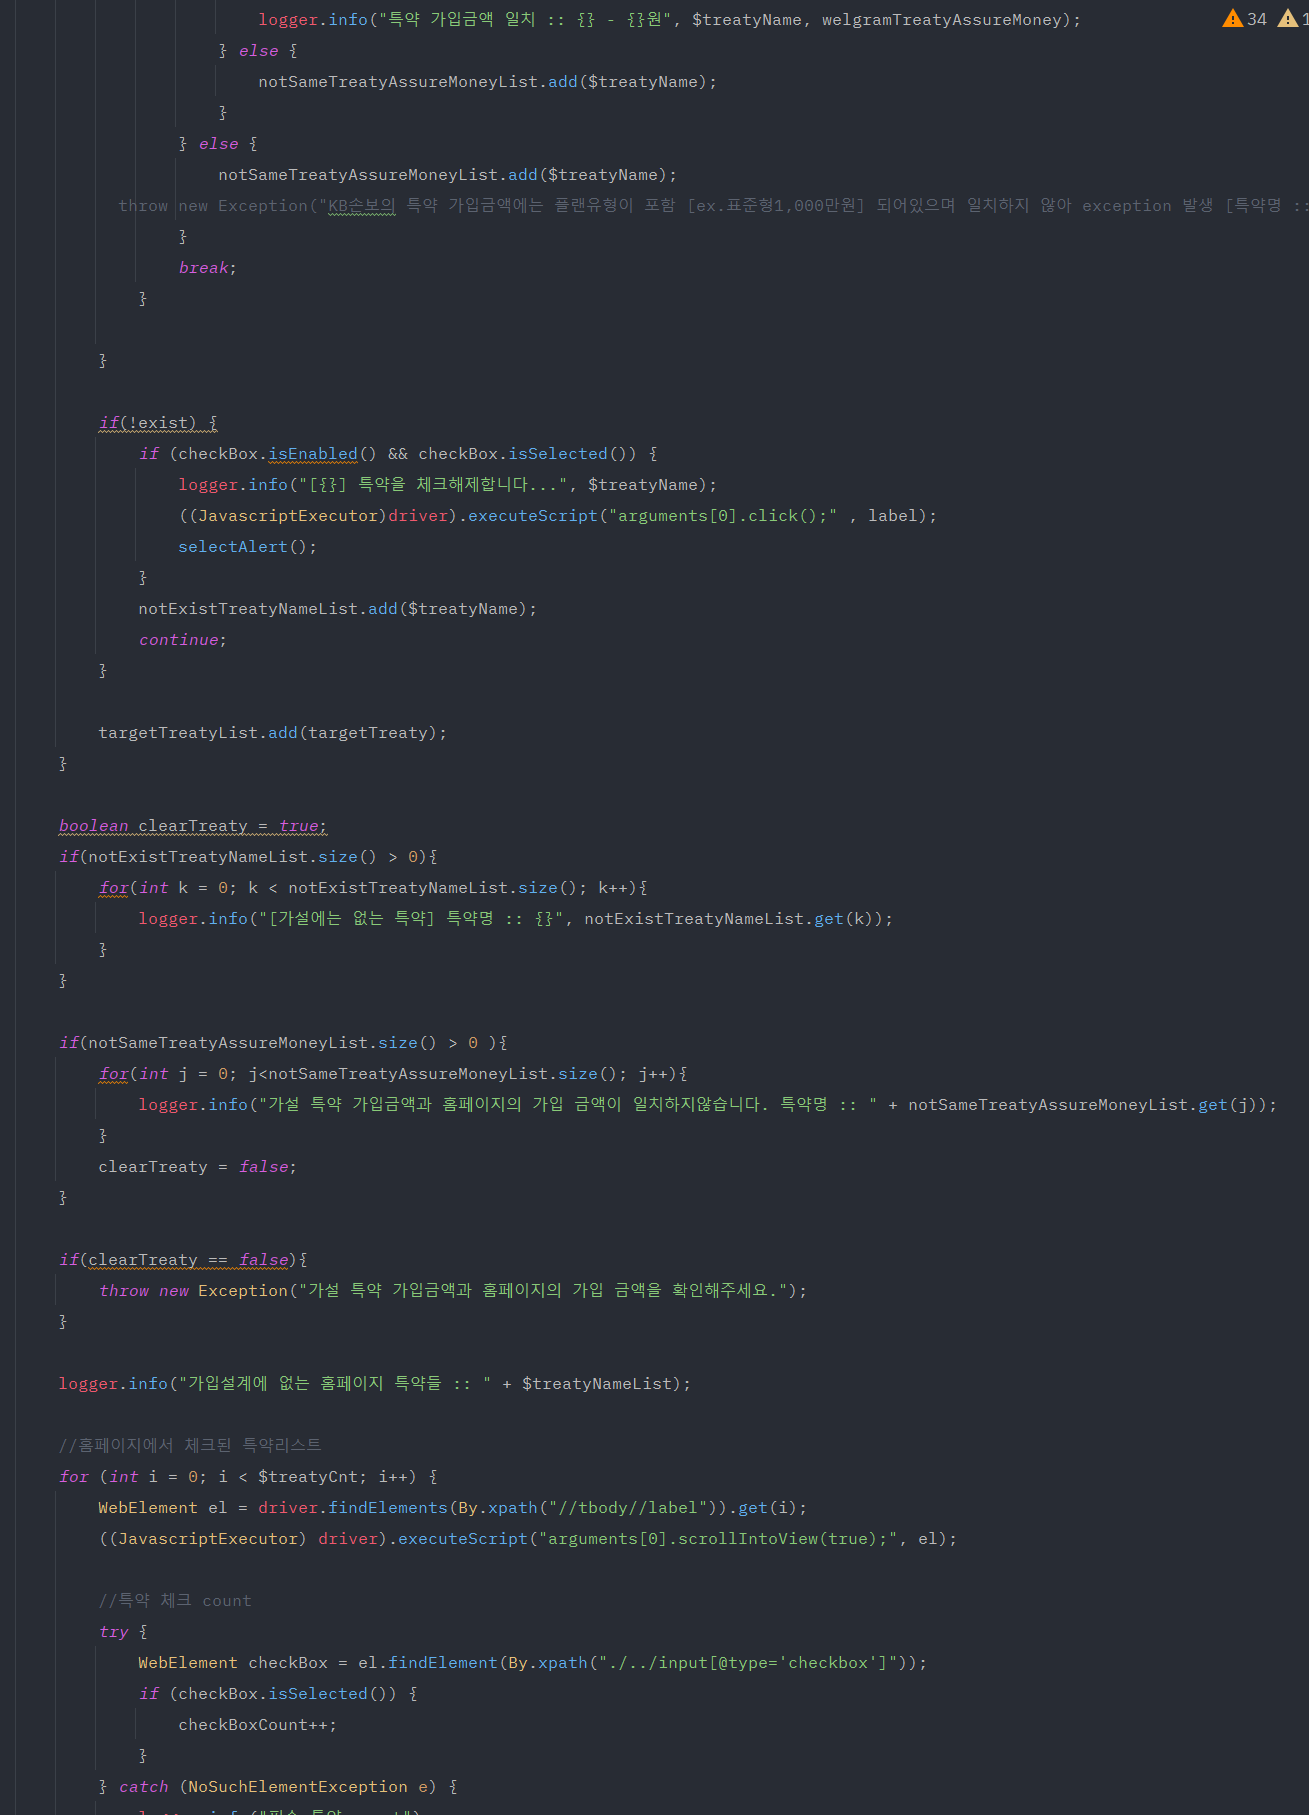 logger.info("특약 가입금액 일치 :: {} - {}원", $treatyName, welgramTreatyAssureMoney);
34 1
} else {
notSameTreatyAssureMoneyList.add($treatyName);
}
} else {
notSameTreatyAssureMoneyList.add($treatyName);
throw new Exception("KB손보의 특약 가입금액에는 플랜유형이 포함 [ex.표준형1,000만원] 되어있으며 일치하지 않아 exception 발생 [특약명 ::
}
break;
}
}
if(!exist) {
if (checkBox.isEnabled() && checkBox.isSelected()) {
logger.info("[{}] 특약을 체크해제합니다...", $treatyName);
((JavascriptExecutor)driver).executeScript("arguments[0].click();" , label);
selectAlert();
}
notExistTreatyNameList.add($treatyName);
continue;
}
targetTreatyList.add(targetTreaty);
}
boolean clearTreaty = true;
if(notExistTreatyNameList.size() > 0){
for(int k = 0; k < notExistTreatyNameList.size(); k++){
logger.info("[가설에는 없는 특약] 특약명 :: {}", notExistTreatyNameList.get(k));
}
}
if(notSameTreatyAssureMoneyList.size() > 0 ){
for(int j = 0; j<notSameTreatyAssureMoneyList.size(); j++){
logger.info("가설 특약 가입금액과 홈페이지의 가입 금액이 일치하지않습니다. 특약명 :: " + notSameTreatyAssureMoneyList.get(j));
}
clearTreaty = false;
}
if(clearTreaty == false){
throw new Exception("가설 특약 가입금액과 홈페이지의 가입 금액을 확인해주세요.");
}
logger.info("가입설계에 없는 홈페이지 특약들 :: " + $treatyNameList);
//홈페이지에서 체크된 특약리스트
for (int i = 0; i < $treatyCnt; i++) {
WebElement el = driver.findElements(By.xpath("//tbody//label")).get(i);
((JavascriptExecutor) driver).executeScript("arguments[0].scrollIntoView(true);", el);
//특약 체크 count
try {
WebElement checkBox = el.findElement(By.xpath("./../input[@type='checkbox']"));
if (checkBox.isSelected()) {
checkBoxCount++;
}
} catch (NoSuchElementException e) {